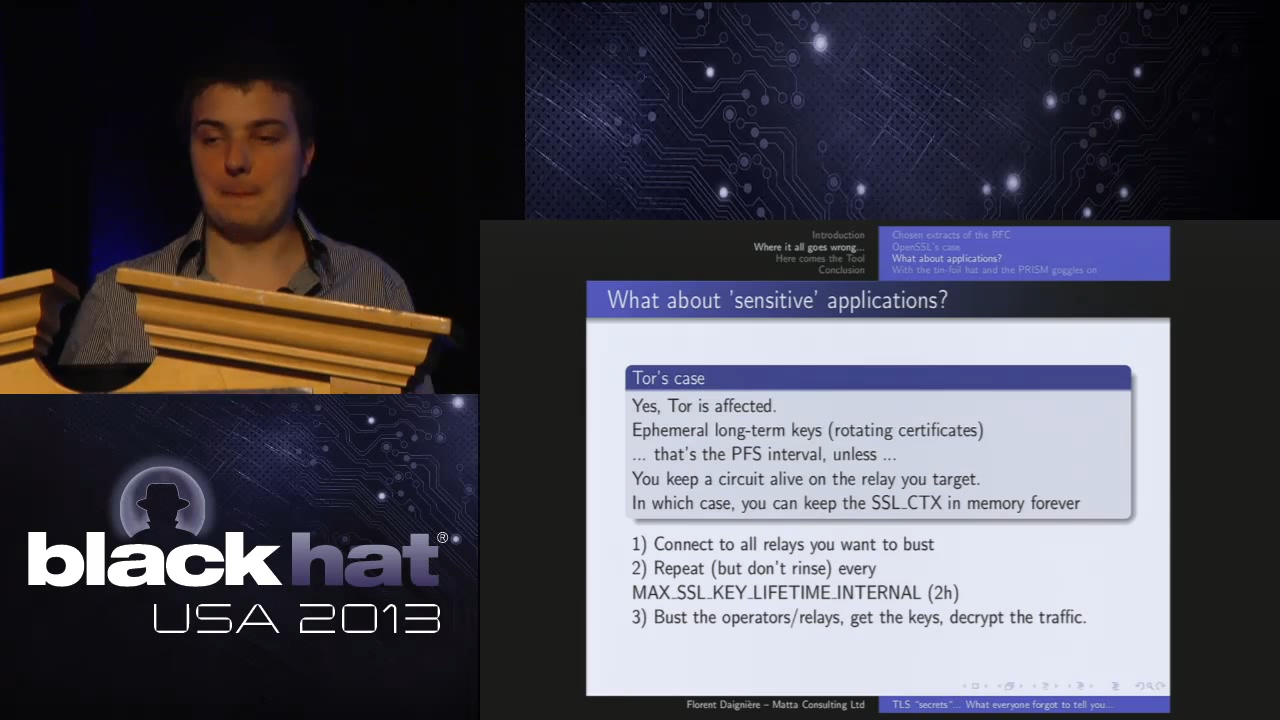 Introduction
Where it all goes wrong...
Here comes the Tool
Conclusion
Chosen extracts of the RFC
OpenSSL's case
What about applications?
With the tin-foil hat and the PRISM goggles on
What about 'sensitive' applications?
Tor's case
Yes, Tor is affected.
Ephemeral long-term keys (rotating certificates)
... that's the PFS interval, unless ...
You keep a circuit alive on the relay you target.
In which case, you can keep the SSL_CTX in memory forever
1) Connect to all relays you want to bust
2) Repeat (but don't rinse) every
MAX_SSL_KEY_LIFETIME_INTERNAL (2h)
3) Bust the operators/relays, get the keys, decrypt the traffic.
Florent Daignière – Matta Consulting Ltd
TLS "secrets"... What everyone forgot to tell you...
blackhat®
USA 2013